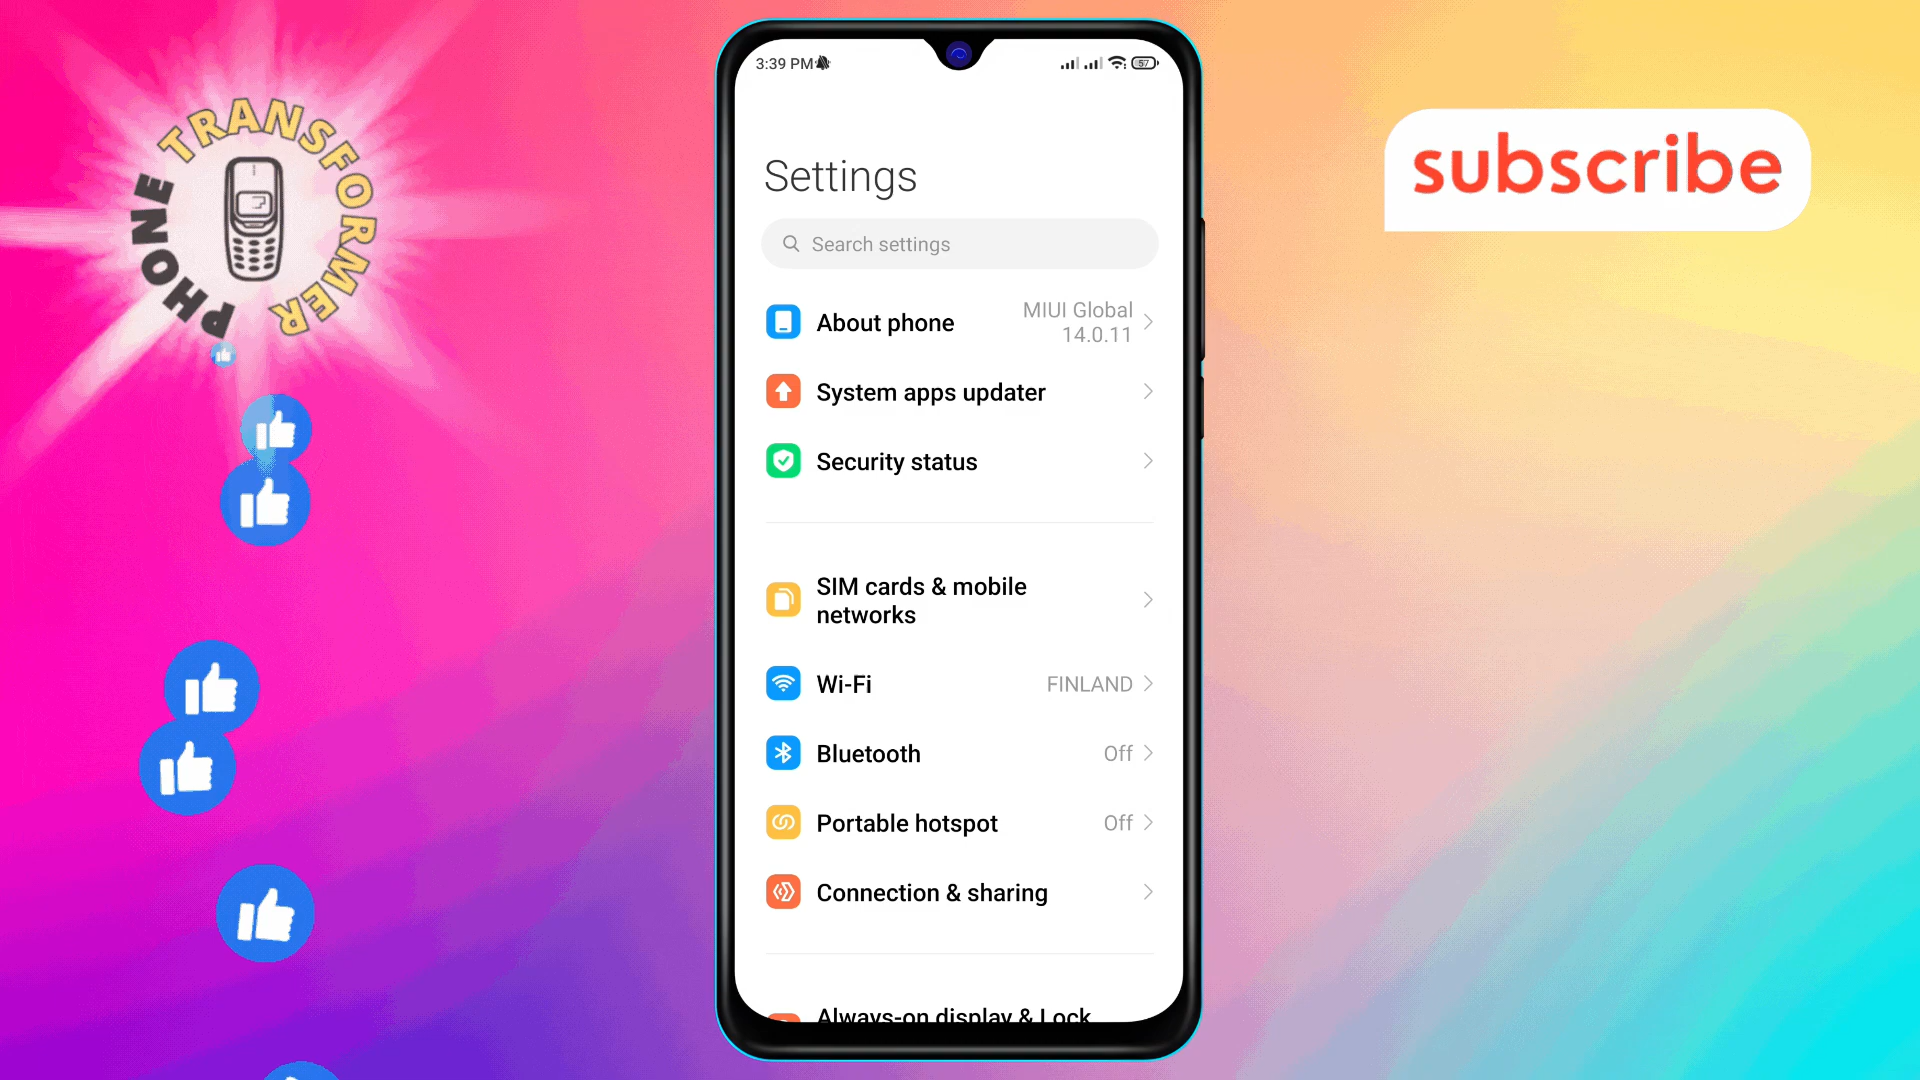 PHONE TRANSFORMER
subscribe
3:39 PM
57
Settings
Search settings
About phone
MIUI Global
14.0.11
System apps updater
Security status
SIM cards & mobile
networks
Wi-Fi
FINLAND
Bluetooth
Off
Portable hotspot
Off
Connection & sharing
Always-on display & Lock